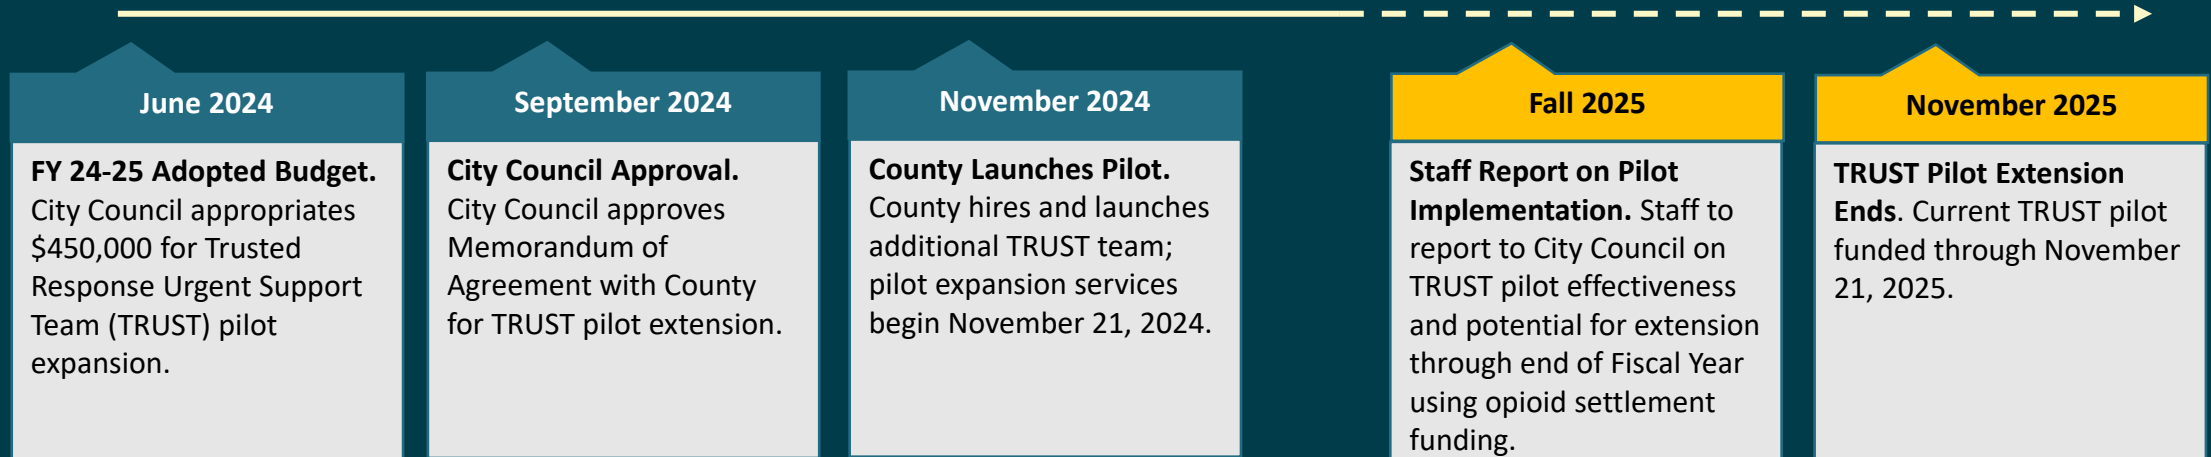 June 2024
FY 24-25 Adopted Budget.
City Council appropriates
$450,000 for Trusted
Response Urgent Support
Team (TRUST) pilot
expansion.
September 2024
City Council Approval.
City Council approves
Memorandum of
Agreement with County
for TRUST pilot extension.
November 2024
County Launches Pilot.
County hires and launches
additional TRUST team;
pilot expansion services
begin November 21, 2024.
Fall 2025
Staff Report on Pilot
Implementation. Staff to
report to City Council on
TRUST pilot effectiveness
and potential for extension
through end of Fiscal Year
using opioid settlement
funding.
November 2025
TRUST Pilot Extension
Ends. Current TRUST pilot
funded through November
21, 2025.